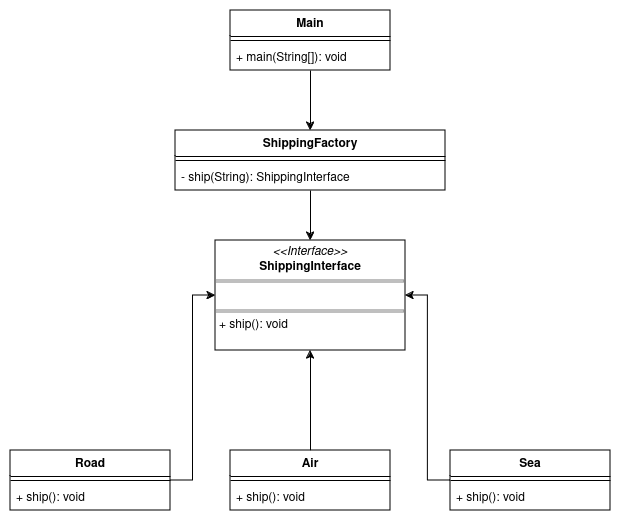 Main
+ main(String[]): void
ShippingFactory
- ship(String): ShippingInterface
<<Interface>>
ShippingInterface
+ ship(): void
Road
+ ship(): void
Air
+ ship(): void
Sea
+ ship(): void